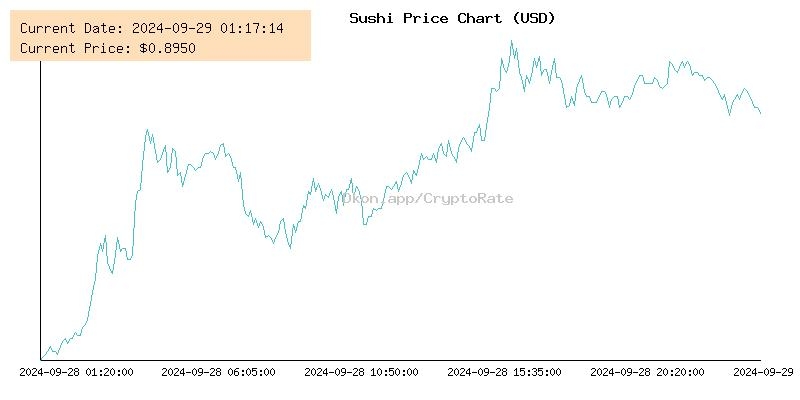 Sushi Price Chart (USD)
Current Date: 2024-09-29 01:17:14
Current Price: $0.8950
Dkon.app/CryptoRate
2024-09-28 01:20:00 2024-09-28 06:05:00 2024-09-28 10:50:00 2024-09-28 15:35:00 2024-09-28 20:20:00 2024-09-29